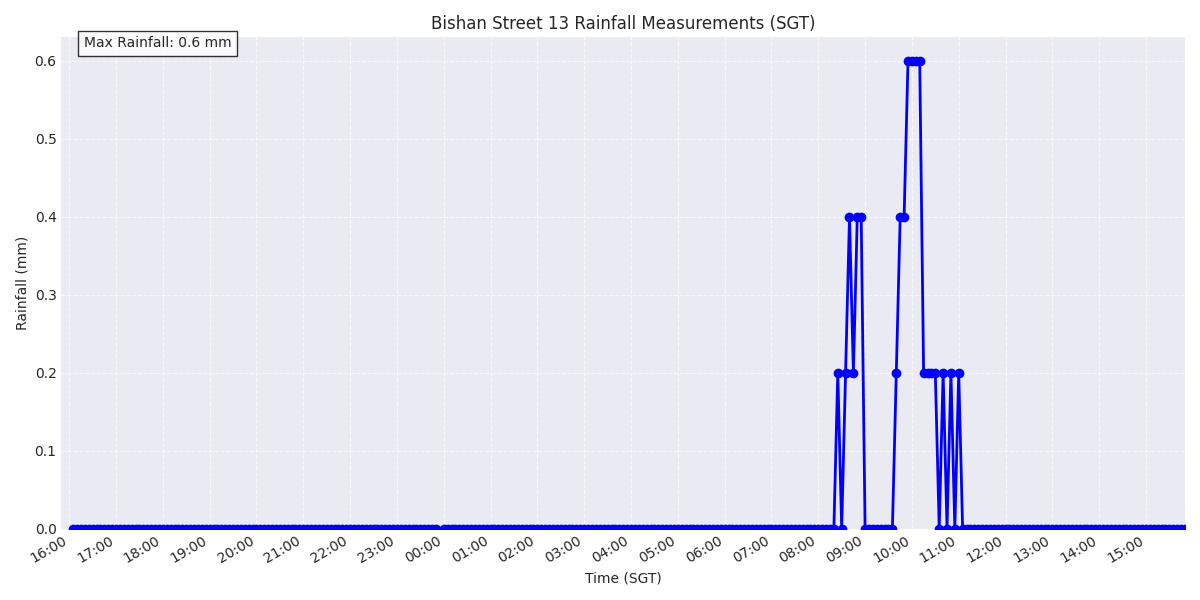 Bishan Street 13 Rainfall Measurements (SGT)
Max Rainfall: 0.6 mm
0.6
0.5
0.4
0.3
0.2
0.1
0.0
Rainfall (mm)
16:00 17:00 18:00 19:00 20:00 21:00 22:00 23:00 00:00 01:00 02:00 03:00 04:00 05:00 06:00 07:00 08:00 09:00 10:00 11:00 12:00 13:00 14:00 15:00
Time (SGT)